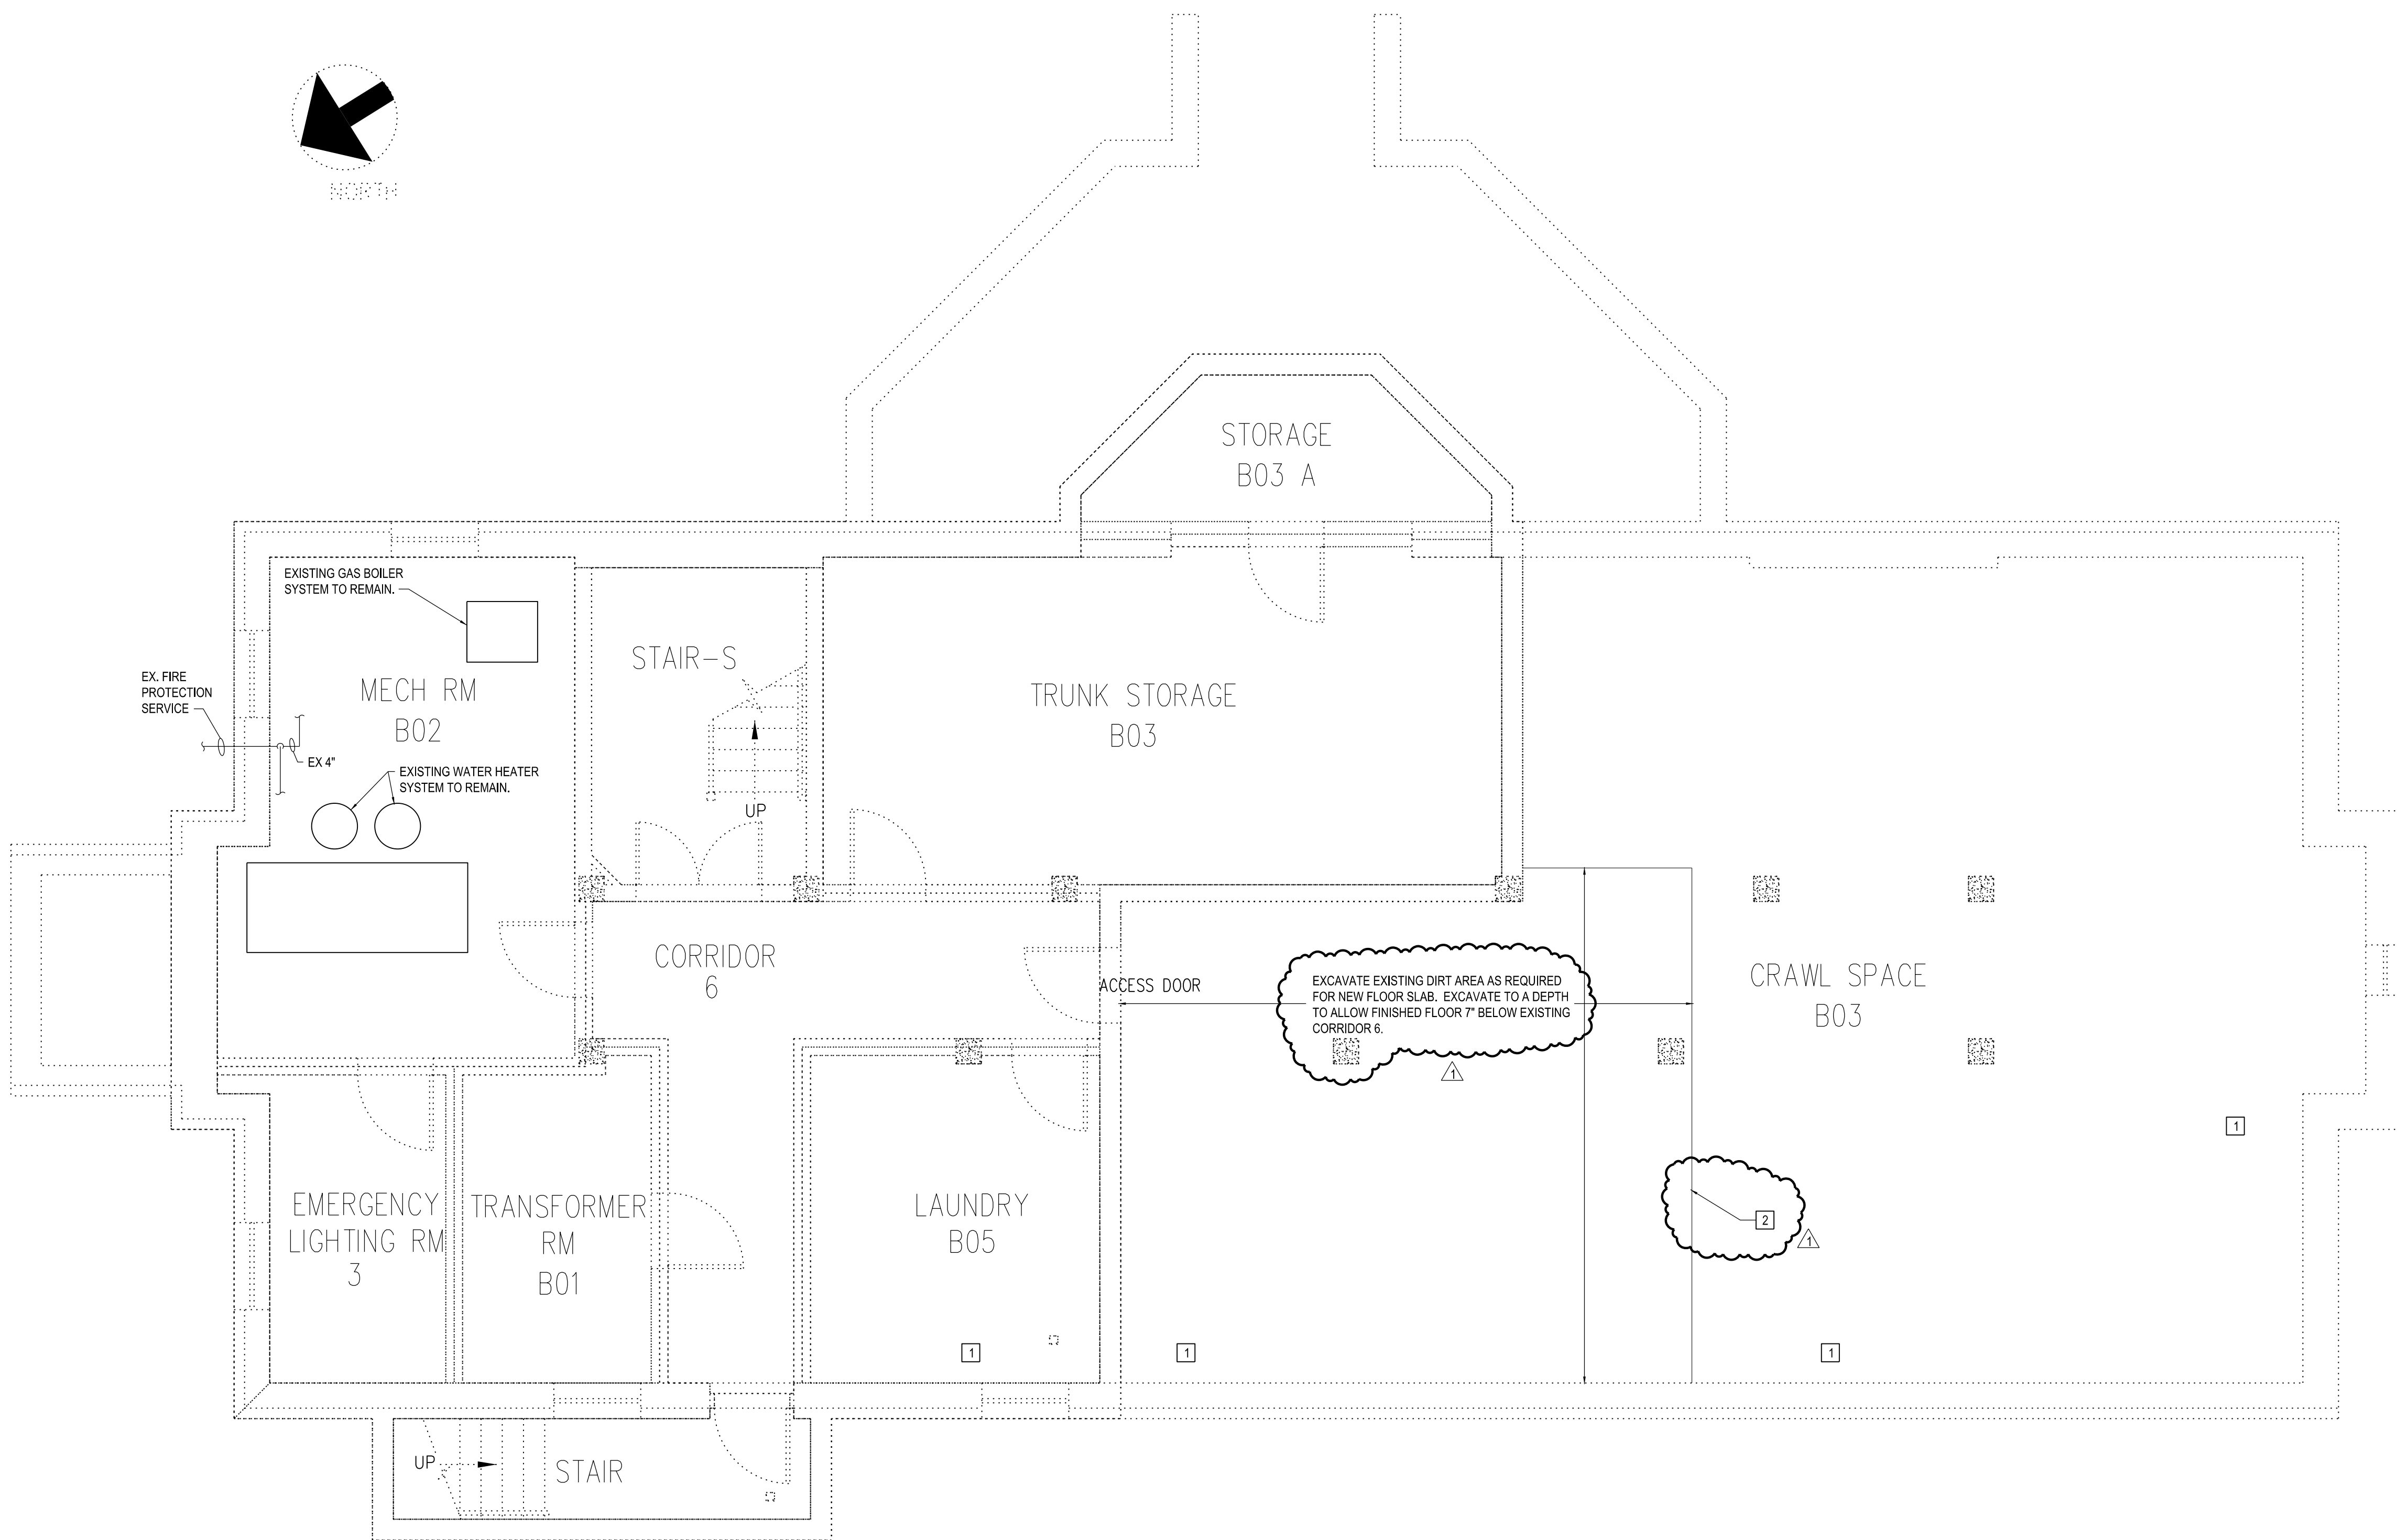 NORTH
STORAGE
B03 A
EXISTING GAS BOILER
SYSTEM TO REMAIN.
STAIR-S
EX. FIRE
PROTECTION
SERVICE
MECH RM
B02
TRUNK STORAGE
B03
EX 4"
EXISTING WATER HEATER
SYSTEM TO REMAIN.
UP
CORRIDOR
6
ACCESS DOOR
EXCAVATE EXISTING DIRT AREA AS REQUIRED
FOR NEW FLOOR SLAB. EXCAVATE TO A DEPTH
TO ALLOW FINISHED FLOOR 7" BELOW EXISTING
CORRIDOR 6.
1
CRAWL SPACE
B03
1
EMERGENCY
LIGHTING RM
3
TRANSFORMER
RM
B01
LAUNDRY
B05
2
1
1
1
1
UP
STAIR